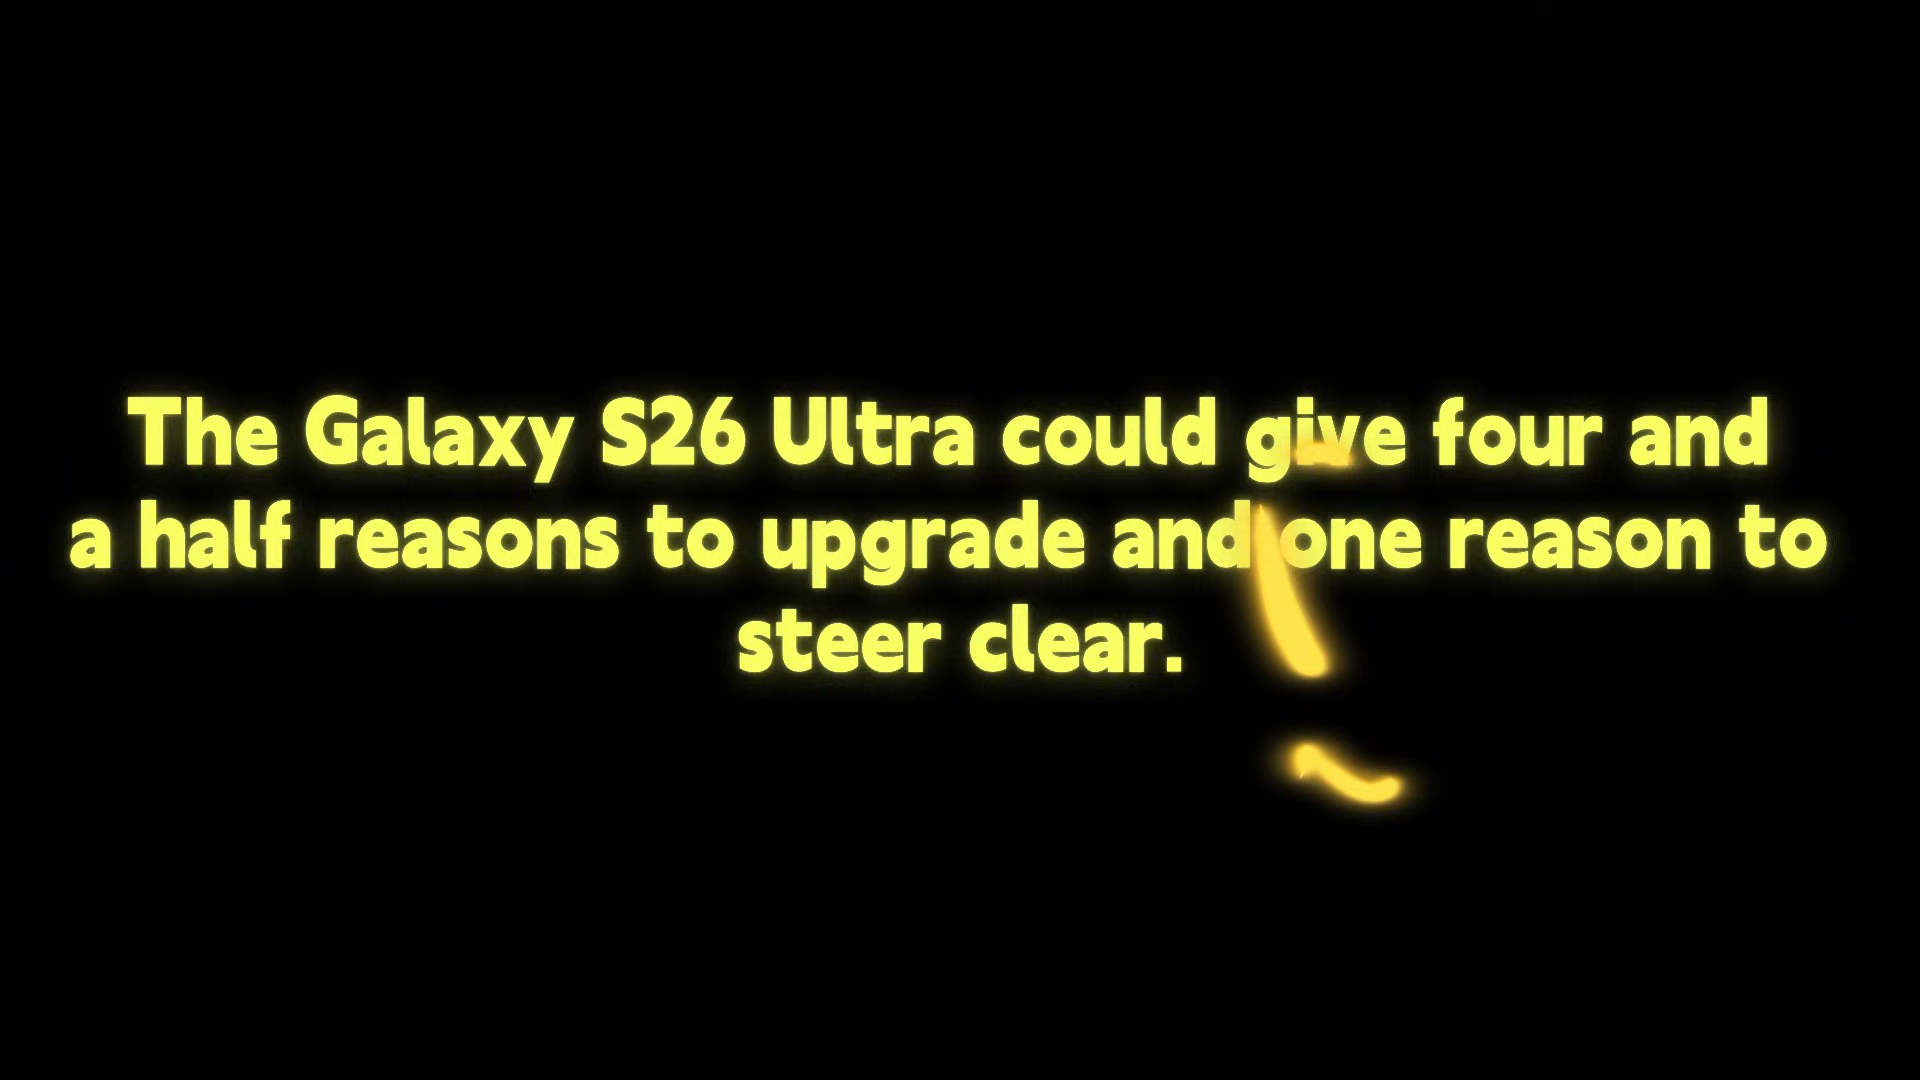 The Galaxy S26 Ultra could give four and
a half reasons to upgrade and one reason to
steer clear.